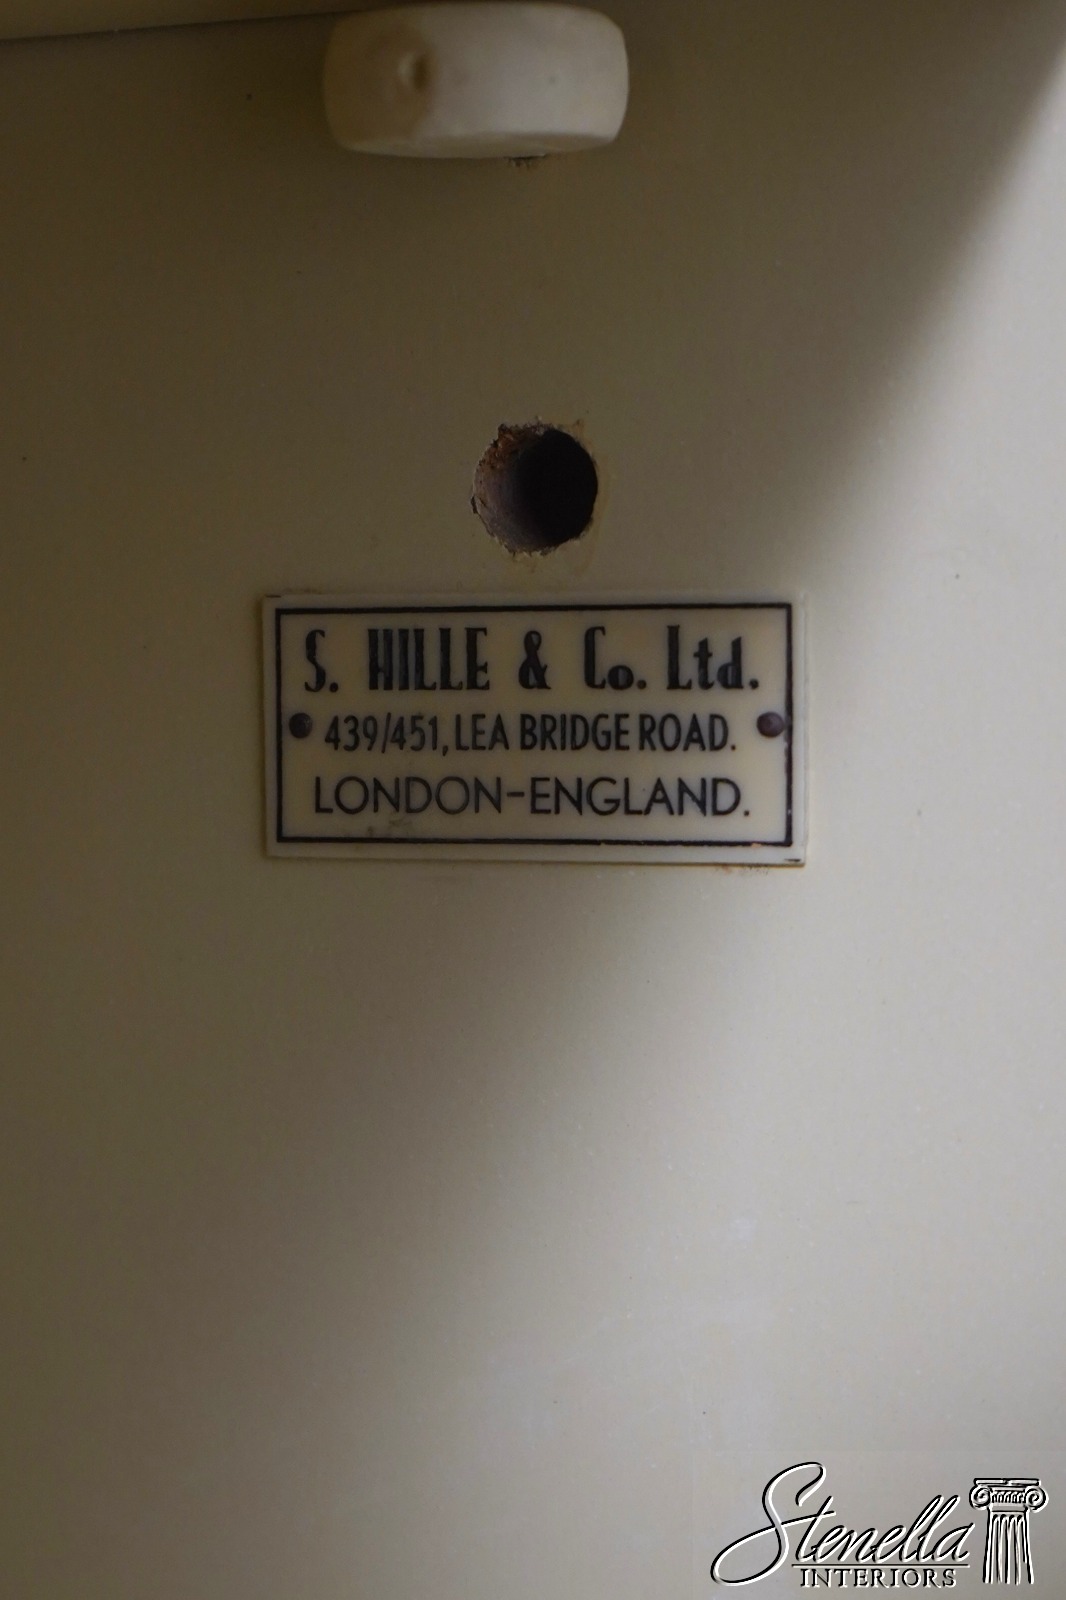 S. HILLE & Co. Ltd.
439/451, LEA BRIDGE ROAD.
LONDON-ENGLAND.
Stenella
INTERIORS